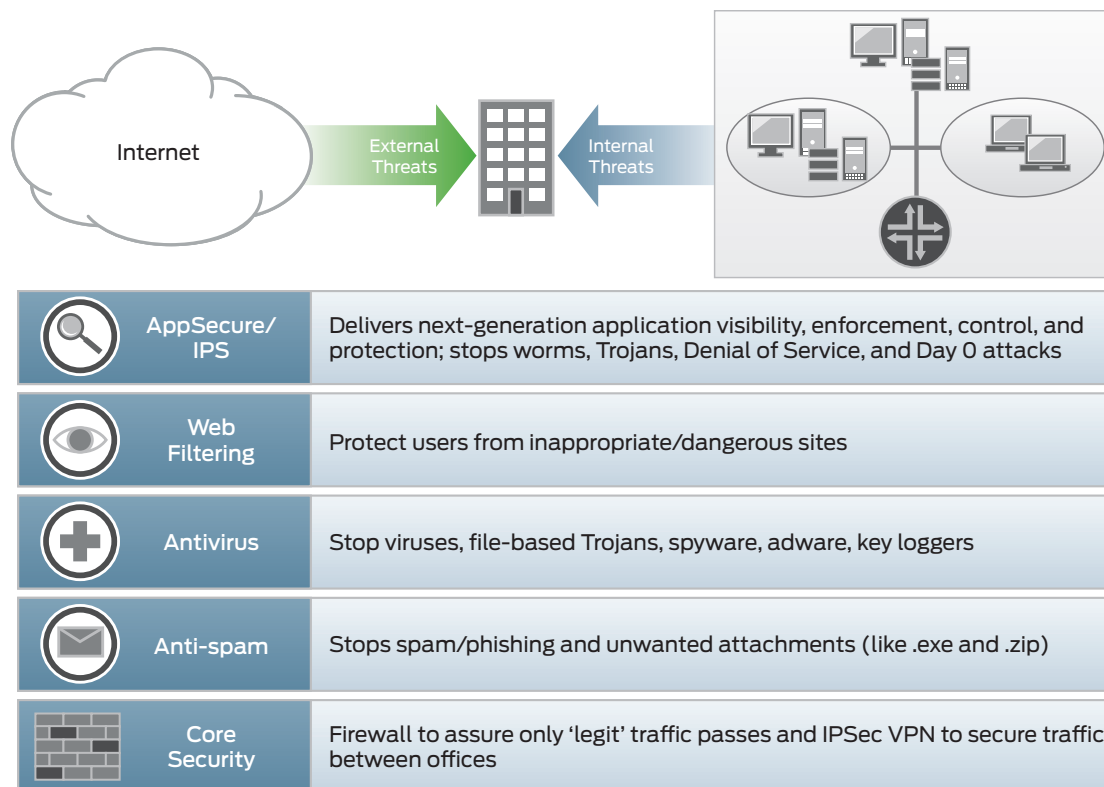 Internet
External
Threats
Internal
Threats
AppSecure/
IPS
Delivers next-generation application visibility, enforcement, control, and
protection; stops worms, Trojans, Denial of Service, and Day 0 attacks
Web
Filtering
Protect users from inappropriate/dangerous sites
Antivirus
Stop viruses, file-based Trojans, spyware, adware, key loggers
Anti-spam
Stops spam/phishing and unwanted attachments (like .exe and .zip)
Core
Security
Firewall to assure only ‘legit’ traffic passes and IPSec VPN to secure traffic
between offices